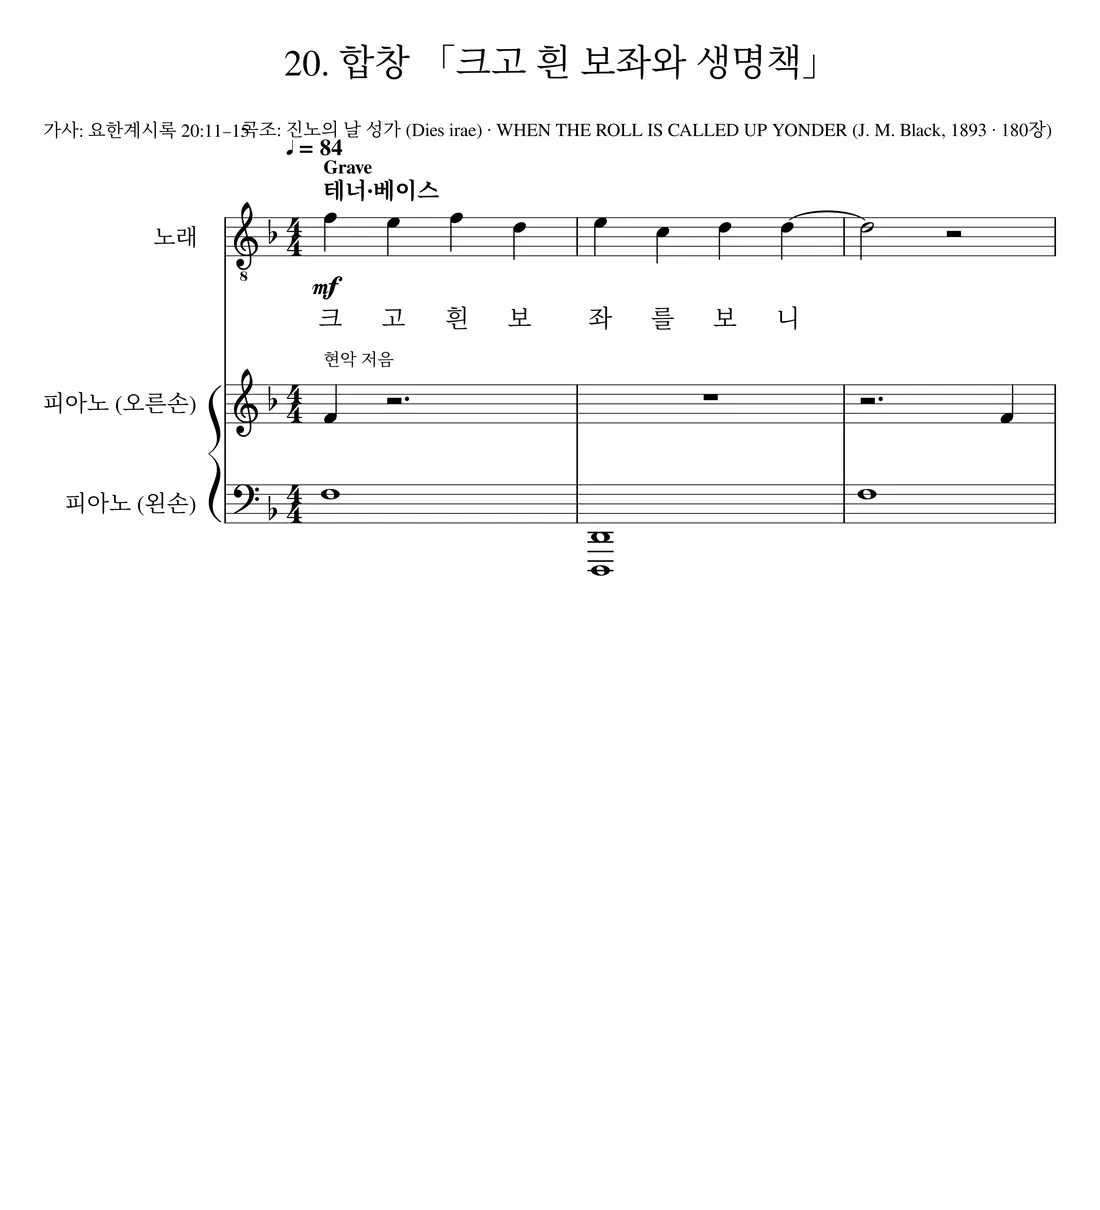 20. 합창 「크고 흰 보좌와 생명책」
가사: 요한계시록 20:11–15
곡조: 진노의 날 성가 (Dies irae) · WHEN THE ROLL IS CALLED UP YONDER (J. M. Black, 1893 · 180장)
♩ = 84
Grave
테너·베이스
노래
8
mf
크 고 흰 보 좌 를 보 니
현악 저음
피아노 (오른손)
피아노 (왼손)